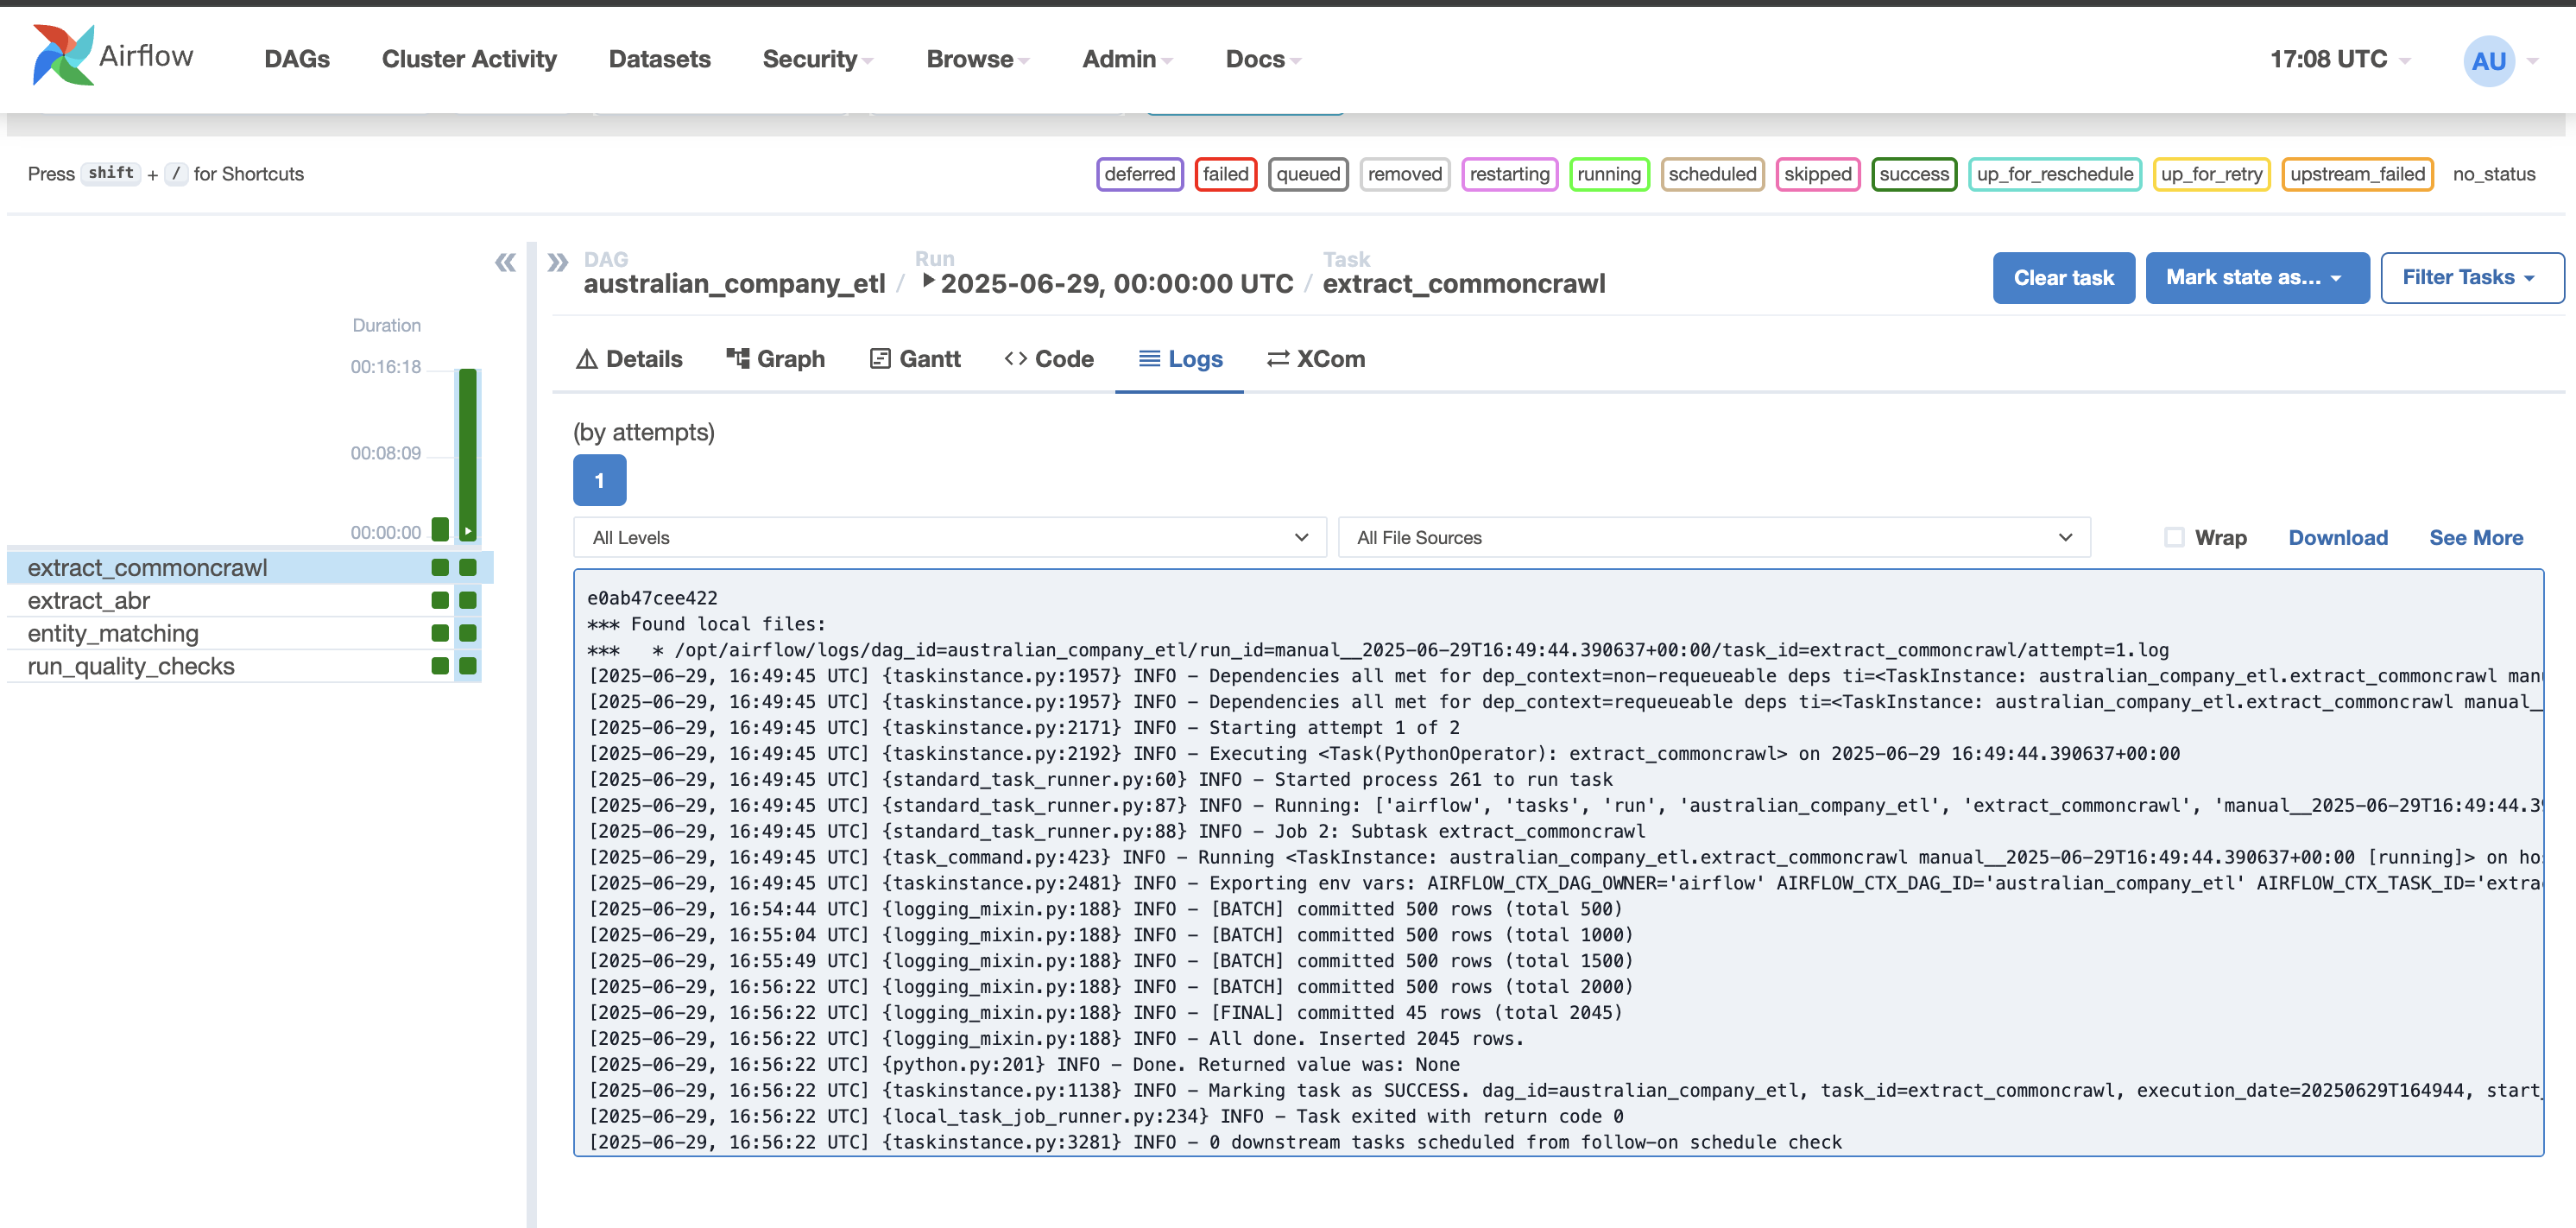 Airflow DAGs Cluster Activity Datasets Security Browse Admin Docs 17:08 UTC AU
Press shift + / for Shortcuts deferred failed queued removed restarting running scheduled skipped success up_for_reschedule up_for_retry upstream_failed no_status
« » DAG Run Task
australian_company_etl / 2025-06-29, 00:00:00 UTC / extract_commoncrawl
Clear task Mark state as... Filter Tasks
Duration
00:16:18
00:08:09
00:00:00
extract_commoncrawl
extract_abr
entity_matching
run_quality_checks
Details Graph Gantt Code Logs XCom
(by attempts)
1
All Levels All File Sources Wrap Download See More
e0ab47cee422
*** Found local files:
***   * /opt/airflow/logs/dag_id=australian_company_etl/run_id=manual__2025-06-29T16:49:44.390637+00:00/task_id=extract_commoncrawl/attempt=1.log
[2025-06-29, 16:49:45 UTC] {taskinstance.py:1957} INFO - Dependencies all met for dep_context=non-requeueable deps ti=<TaskInstance: australian_company_etl.extract_commoncrawl man
[2025-06-29, 16:49:45 UTC] {taskinstance.py:1957} INFO - Dependencies all met for dep_context=requeueable deps ti=<TaskInstance: australian_company_etl.extract_commoncrawl manual_
[2025-06-29, 16:49:45 UTC] {taskinstance.py:2171} INFO - Starting attempt 1 of 2
[2025-06-29, 16:49:45 UTC] {taskinstance.py:2192} INFO - Executing <Task(PythonOperator): extract_commoncrawl> on 2025-06-29 16:49:44.390637+00:00
[2025-06-29, 16:49:45 UTC] {standard_task_runner.py:60} INFO - Started process 261 to run task
[2025-06-29, 16:49:45 UTC] {standard_task_runner.py:87} INFO - Running: ['airflow', 'tasks', 'run', 'australian_company_etl', 'extract_commoncrawl', 'manual__2025-06-29T16:49:44.3
[2025-06-29, 16:49:45 UTC] {standard_task_runner.py:88} INFO - Job 2: Subtask extract_commoncrawl
[2025-06-29, 16:49:45 UTC] {task_command.py:423} INFO - Running <TaskInstance: australian_company_etl.extract_commoncrawl manual__2025-06-29T16:49:44.390637+00:00 [running]> on ho
[2025-06-29, 16:49:45 UTC] {taskinstance.py:2481} INFO - Exporting env vars: AIRFLOW_CTX_DAG_OWNER='airflow' AIRFLOW_CTX_DAG_ID='australian_company_etl' AIRFLOW_CTX_TASK_ID='extra
[2025-06-29, 16:54:44 UTC] {logging_mixin.py:188} INFO - [BATCH] committed 500 rows (total 500)
[2025-06-29, 16:55:04 UTC] {logging_mixin.py:188} INFO - [BATCH] committed 500 rows (total 1000)
[2025-06-29, 16:55:49 UTC] {logging_mixin.py:188} INFO - [BATCH] committed 500 rows (total 1500)
[2025-06-29, 16:56:22 UTC] {logging_mixin.py:188} INFO - [BATCH] committed 500 rows (total 2000)
[2025-06-29, 16:56:22 UTC] {logging_mixin.py:188} INFO - [FINAL] committed 45 rows (total 2045)
[2025-06-29, 16:56:22 UTC] {logging_mixin.py:188} INFO - All done. Inserted 2045 rows.
[2025-06-29, 16:56:22 UTC] {python.py:201} INFO - Done. Returned value was: None
[2025-06-29, 16:56:22 UTC] {taskinstance.py:1138} INFO - Marking task as SUCCESS. dag_id=australian_company_etl, task_id=extract_commoncrawl, execution_date=20250629T164944, start_
[2025-06-29, 16:56:22 UTC] {local_task_job_runner.py:234} INFO - Task exited with return code 0
[2025-06-29, 16:56:22 UTC] {taskinstance.py:3281} INFO - 0 downstream tasks scheduled from follow-on schedule check